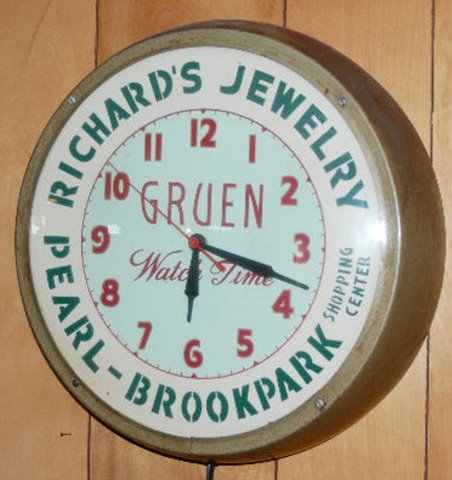 RICHARD'S JEWELRY
12
1
2
3
4
5
6
7
8
9
10
11
GRUEN
Watch Time
SHOPPING
CENTER
PEARL-BROOKPARK